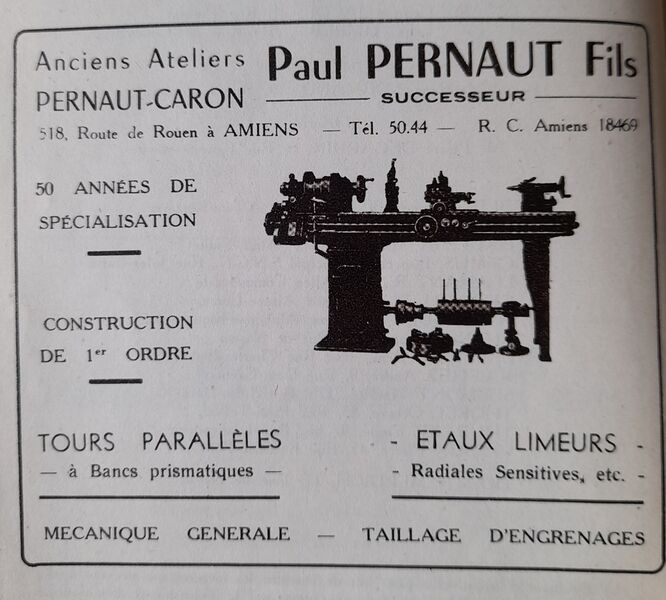 Anciens Ateliers
PERNAUT-CARON
Paul PERNAUT Fils
SUCCESSEUR
518, Route de Rouen à AMIENS — Tél. 50.44 — R. C. Amiens 18469
50 ANNÉES DE
SPÉCIALISATION
CONSTRUCTION
DE 1er ORDRE
TOURS PARALLÈLES
— à Bancs prismatiques —
- ETAUX LIMEURS -
- Radiales Sensitives, etc. -
MECANIQUE GENERALE — TAILLAGE D'ENGRENAGES